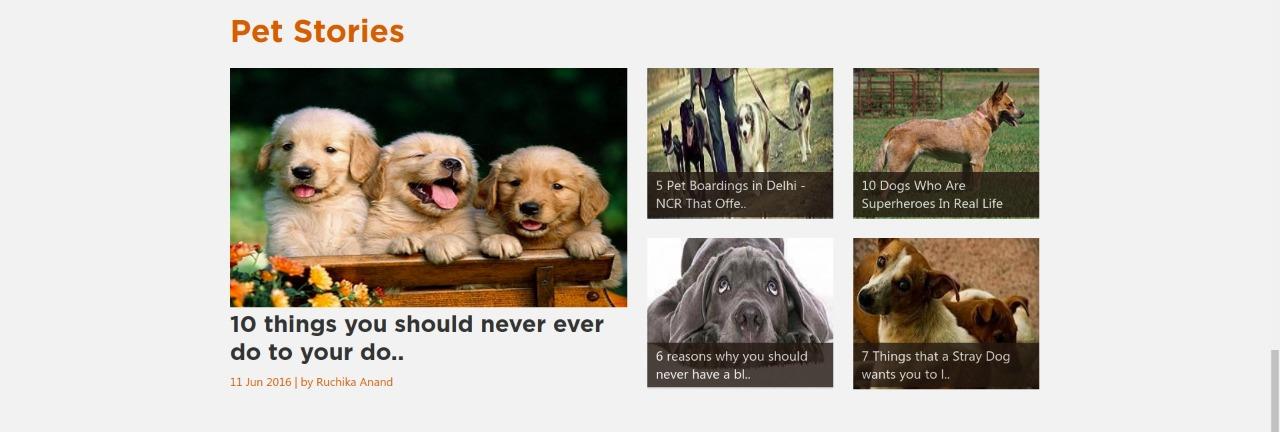 Pet Stories
10 things you should never ever
do to your do..
11 Jun 2016 | by Ruchika Anand
5 Pet Boardings in Delhi -
NCR That Offe..
10 Dogs Who Are
Superheroes In Real Life
6 reasons why you should
never have a bl..
7 Things that a Stray Dog
wants you to l..